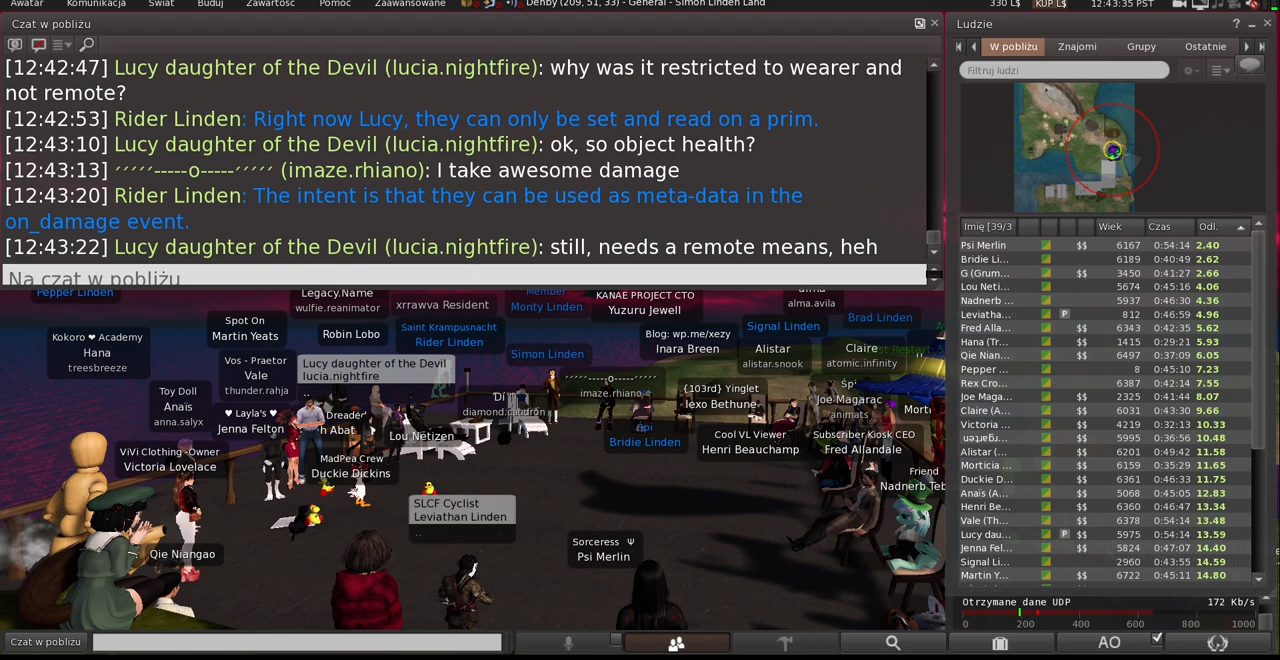 Awatar Komunikacja Świat Buduj Zawartość Pomoc Zaawansowane Denby (209, 51, 33) - General - Simon Linden Land 330 L$ KUP L$ 12:43:35 PST
Czat w pobliżu
[12:42:47] Lucy daughter of the Devil (lucia.nightfire): why was it restricted to wearer and
not remote?
[12:42:53] Rider Linden: Right now Lucy, they can only be set and read on a prim.
[12:43:10] Lucy daughter of the Devil (lucia.nightfire): ok, so object health?
[12:43:13] ՛՛՛՛՛-----o-----՛՛՛՛՛ (imaze.rhiano): I take awesome damage
[12:43:20] Rider Linden: The intent is that they can be used as meta-data in the
on_damage event.
[12:43:22] Lucy daughter of the Devil (lucia.nightfire): still, needs a remote means, heh
Na czat w pobliżu
Pepper Linden
Legacy.Name
wulfie.reanimator
xrrawva Resident
Member
Monty Linden
KANAE PROJECT CTO
Yuzuru Jewell
alma.avila
Brad Linden
Kokoro ❤ Academy
Hana
treesbreeze
Spot On
Martin Yeats
Robin Lobo
Saint Krampusnacht
Rider Linden
Signal Linden
Blog: wp.me/xezy
Inara Breen
Simon Linden
Alistar
alistar.snook
Claire
atomic.infinity
Vos - Praetor
Vale
thunder.rahja
Lucy daughter of the Devil
lucia.nightfire
Toy Doll
Anaïs
anna.salyx
՛՛՛՛՛-----o-----՛՛՛՛՛
imaze.rhiano
{103rd} Yinglet
Iexo Bethune
Śpi
Joe Magarac
animats
diamond.cauldron
♥ Layla's ♥
Jenna Felton
Dreaded
h Abat
Lou Netizen
Śpi
Bridie Linden
Cool VL Viewer
Henri Beauchamp
Subscriber Kiosk CEO
Fred Allandale
ViVi Clothing -Owner
Victoria Lovelace
MadPea Crew
Duckie Dickins
Friend
Nadnerb Teb
SLCF Cyclist
Leviathan Linden
..
Qie Niangao
Sorceress Ψ
Psi Merlin
Czat w pobliżu
AO
Ludzie
W pobliżu Znajomi Grupy Ostatnie
Filtruj ludzi
Imię [39/3 Wiek Czas Odl.
Psi Merlin $$ 6167 0:54:14 2.40
Bridie Li... 6189 0:40:49 2.62
G (Grum... $$ 3450 0:41:27 2.66
Lou Neti... 5674 0:45:16 4.06
Nadnerb ... 5937 0:46:30 4.36
Leviatha... P 812 0:46:59 4.96
Fred Alla... $$ 6343 0:42:35 5.62
Hana (Tr... $$ 1415 0:29:21 5.93
Qie Nian... $$ 6497 0:37:09 6.05
Pepper ... 8 0:45:10 7.23
Rex Cro... 6387 0:42:14 7.55
Joe Maga... $$ 2325 0:41:44 8.07
Claire (A... $$ 6031 0:43:30 9.66
Victoria ... $$ 4219 0:32:13 10.33
$$ 5995 0:36:56 10.48
Alistar (... $$ 6201 0:49:42 11.58
Morticia ... $$ 6159 0:35:29 11.65
Duckie D... $$ 6361 0:46:33 11.75
Anaïs (A... $$ 5068 0:45:05 12.83
Henri Be... $$ 6360 0:46:47 13.34
Vale (Th... $$ 6378 0:54:14 13.48
Lucy dau... P $$ 5975 0:54:14 13.59
Jenna Fel... $$ 5824 0:47:07 14.40
Signal Li... 2960 0:43:55 14.59
Martin Y... $$ 6722 0:45:11 14.80
Otrzymane dane UDP 172 Kb/s
0 200 400 600 800 1000